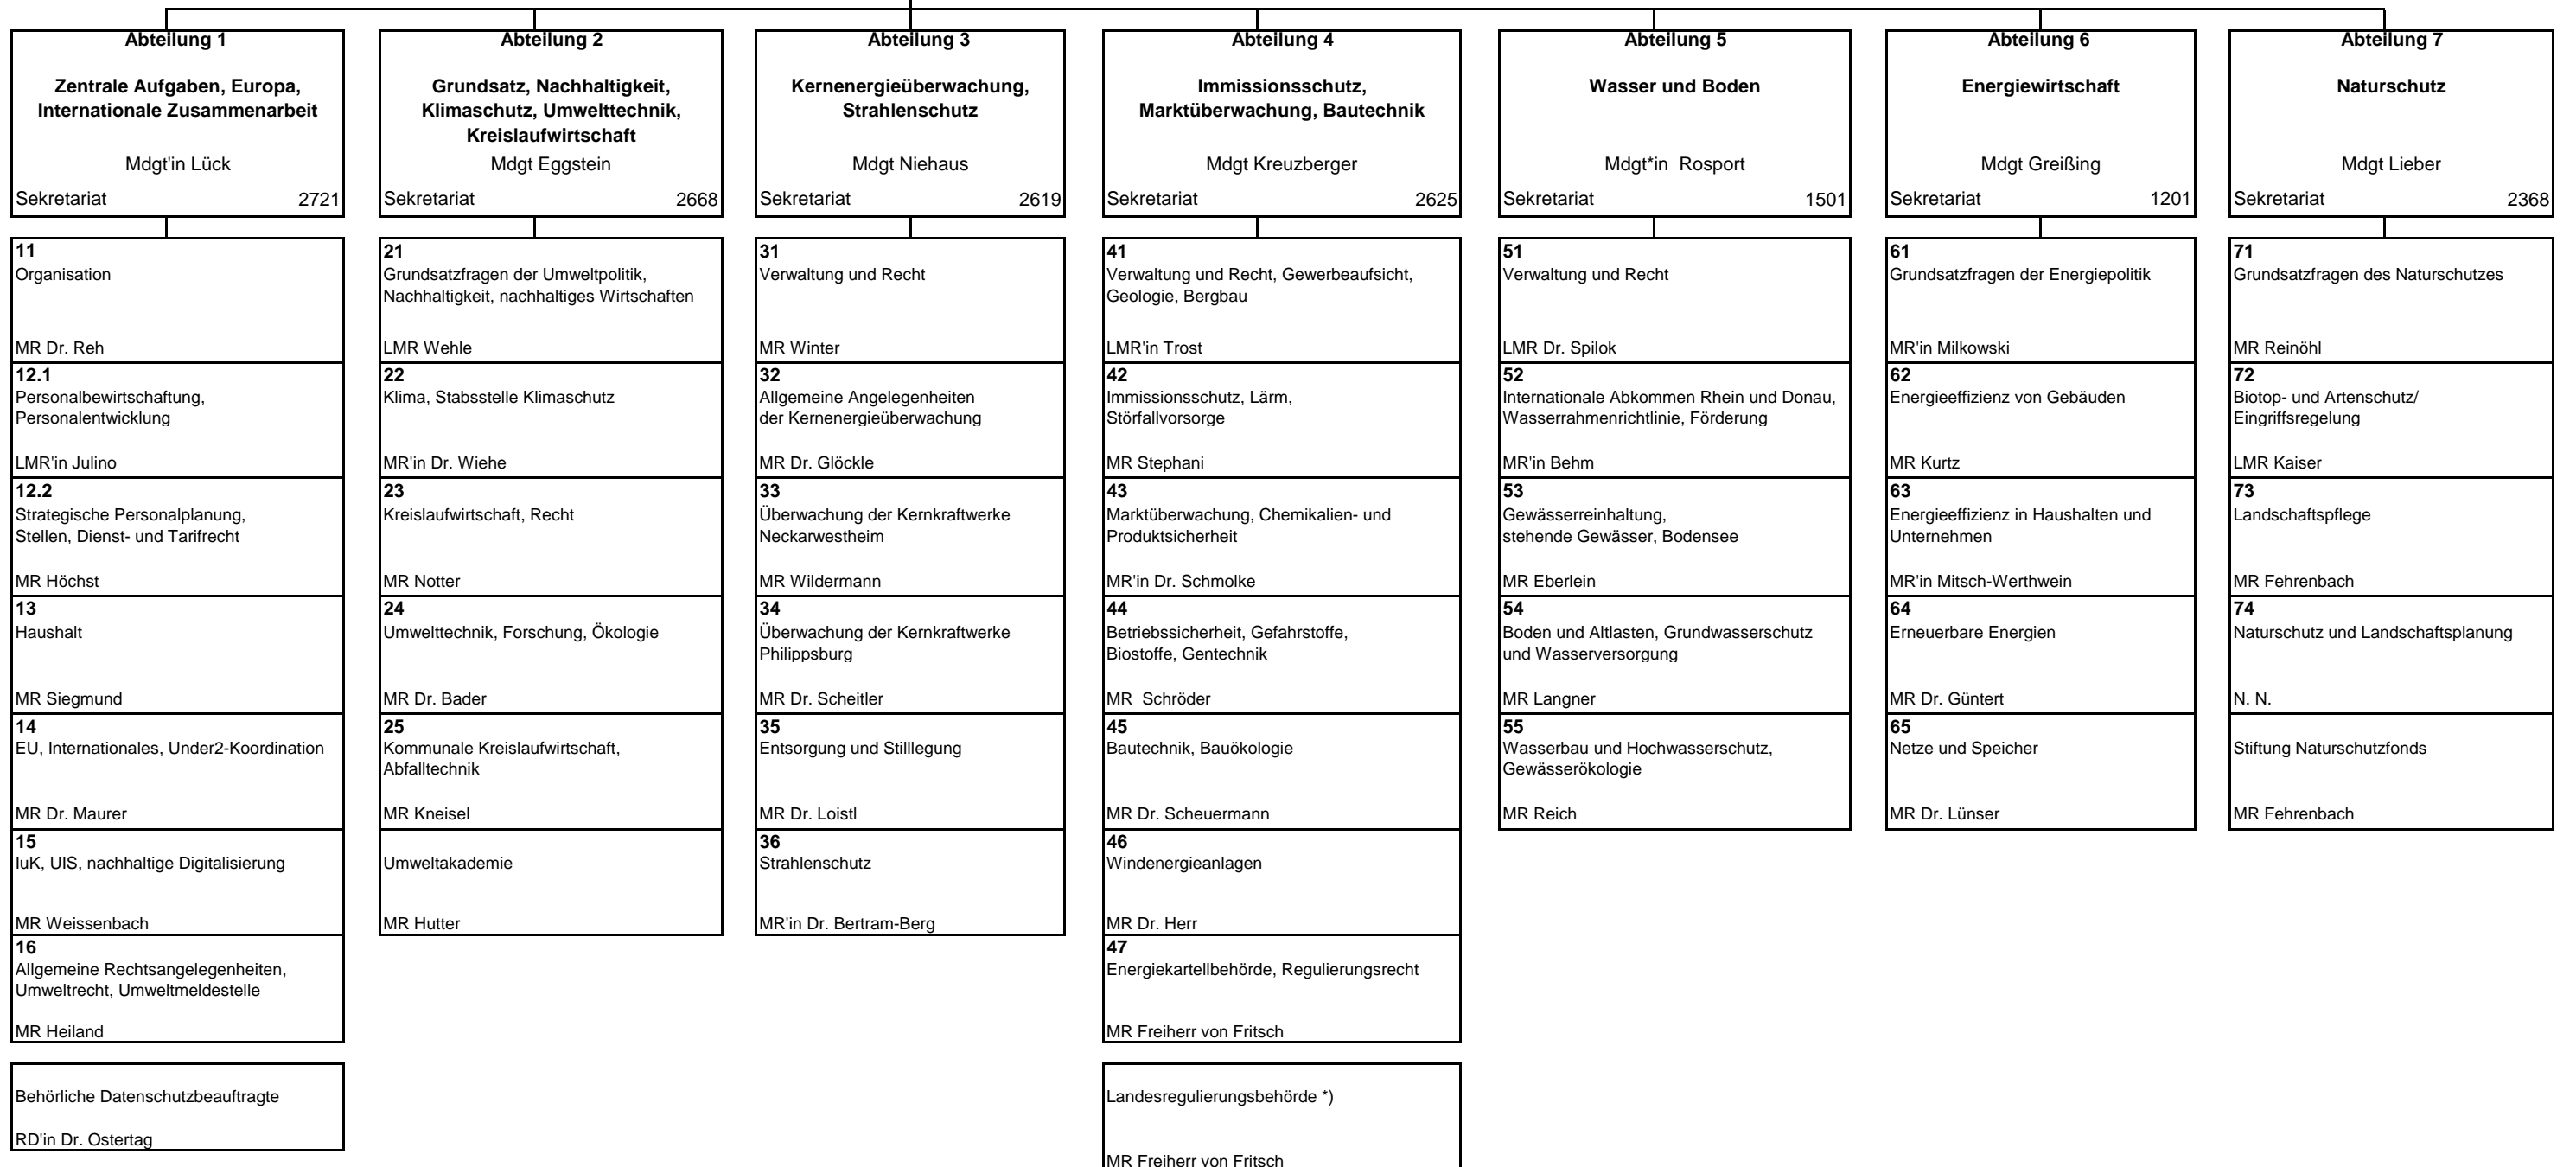 Abteilung 1
Zentrale Aufgaben, Europa,
Internationale Zusammenarbeit
Mdgt'in Lück
Sekretariat 2721
11
Organisation
MR Dr. Reh
12.1
Personalbewirtschaftung,
Personalentwicklung
LMR'in Julino
12.2
Strategische Personalplanung,
Stellen, Dienst- und Tarifrecht
MR Höchst
13
Haushalt
MR Siegmund
14
EU, Internationales, Under2-Koordination
MR Dr. Maurer
15
IuK, UIS, nachhaltige Digitalisierung
MR Weissenbach
16
Allgemeine Rechtsangelegenheiten,
Umweltrecht, Umweltmeldestelle
MR Heiland
Behörliche Datenschutzbeauftragte
RD'in Dr. Ostertag
Abteilung 2
Grundsatz, Nachhaltigkeit,
Klimaschutz, Umwelttechnik,
Kreislaufwirtschaft
Mdgt Eggstein
Sekretariat 2668
21
Grundsatzfragen der Umweltpolitik,
Nachhaltigkeit, nachhaltiges Wirtschaften
LMR Wehle
22
Klima, Stabsstelle Klimaschutz
MR'in Dr. Wiehe
23
Kreislaufwirtschaft, Recht
MR Notter
24
Umwelttechnik, Forschung, Ökologie
MR Dr. Bader
25
Kommunale Kreislaufwirtschaft,
Abfalltechnik
MR Kneisel
Umweltakademie
MR Hutter
Abteilung 3
Kernenergieüberwachung,
Strahlenschutz
Mdgt Niehaus
Sekretariat 2619
31
Verwaltung und Recht
MR Winter
32
Allgemeine Angelegenheiten
der Kernenergieüberwachung
MR Dr. Glöckle
33
Überwachung der Kernkraftwerke
Neckarwestheim
MR Wildermann
34
Überwachung der Kernkraftwerke
Philippsburg
MR Dr. Scheitler
35
Entsorgung und Stilllegung
MR Dr. Loistl
36
Strahlenschutz
MR'in Dr. Bertram-Berg
Abteilung 4
Immissionsschutz,
Marktüberwachung, Bautechnik
Mdgt Kreuzberger
Sekretariat 2625
41
Verwaltung und Recht, Gewerbeaufsicht,
Geologie, Bergbau
LMR'in Trost
42
Immissionsschutz, Lärm,
Störfallvorsorge
MR Stephani
43
Marktüberwachung, Chemikalien- und
Produktsicherheit
MR'in Dr. Schmolke
44
Betriebssicherheit, Gefahrstoffe,
Biostoffe, Gentechnik
MR Schröder
45
Bautechnik, Bauökologie
MR Dr. Scheuermann
46
Windenergieanlagen
MR Dr. Herr
47
Energiekartellbehörde, Regulierungsrecht
MR Freiherr von Fritsch
Landesregulierungsbehörde *)
MR Freiherr von Fritsch
Abteilung 5
Wasser und Boden
Mdgt*in Rosport
Sekretariat 1501
51
Verwaltung und Recht
LMR Dr. Spilok
52
Internationale Abkommen Rhein und Donau,
Wasserrahmenrichtlinie, Förderung
MR'in Behm
53
Gewässerreinhaltung,
stehende Gewässer, Bodensee
MR Eberlein
54
Boden und Altlasten, Grundwasserschutz
und Wasserversorgung
MR Langner
55
Wasserbau und Hochwasserschutz,
Gewässerökologie
MR Reich
Abteilung 6
Energiewirtschaft
Mdgt Greißing
Sekretariat 1201
61
Grundsatzfragen der Energiepolitik
MR'in Milkowski
62
Energieeffizienz von Gebäuden
MR Kurtz
63
Energieeffizienz in Haushalten und
Unternehmen
MR'in Mitsch-Werthwein
64
Erneuerbare Energien
MR Dr. Güntert
65
Netze und Speicher
MR Dr. Lünser
Abteilung 7
Naturschutz
Mdgt Lieber
Sekretariat 2368
71
Grundsatzfragen des Naturschutzes
MR Reinöhl
72
Biotop- und Artenschutz/
Eingriffsregelung
LMR Kaiser
73
Landschaftspflege
MR Fehrenbach
74
Naturschutz und Landschaftsplanung
N. N.
Stiftung Naturschutzfonds
MR Fehrenbach